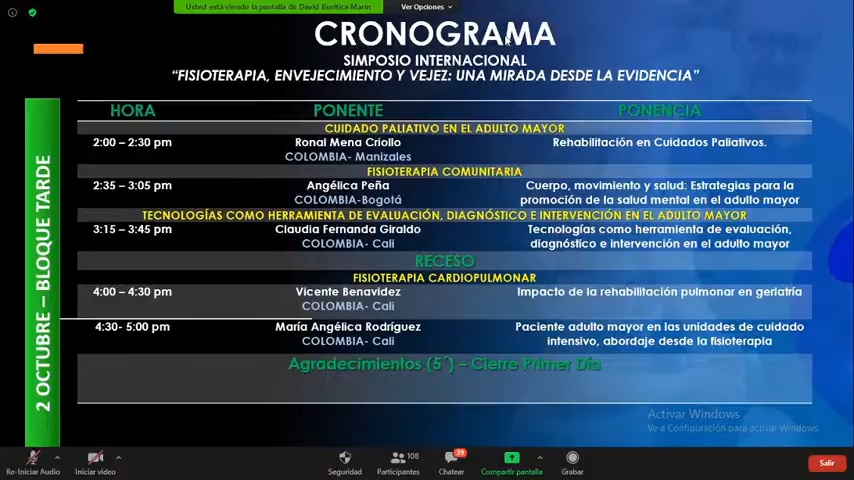 Usted está viendo la pantalla de David Buriticá Marín
Ver Opciones
CRONOGRAMA
SIMPOSIO INTERNACIONAL
“FISIOTERAPIA, ENVEJECIMIENTO Y VEJEZ: UNA MIRADA DESDE LA EVIDENCIA”
2 OCTUBRE – BLOQUE TARDE
HORA PONENTE PONENCIA
CUIDADO PALIATIVO EN EL ADULTO MAYOR
2:00 – 2:30 pm Ronal Mena Criollo Rehabilitación en Cuidados Paliativos.
COLOMBIA- Manizales
FISIOTERAPIA COMUNITARIA
2:35 – 3:05 pm Angélica Peña Cuerpo, movimiento y salud: Estrategias para la
COLOMBIA-Bogotá promoción de la salud mental en el adulto mayor
TECNOLOGÍAS COMO HERRAMIENTA DE EVALUACIÓN, DIAGNÓSTICO E INTERVENCIÓN EN EL ADULTO MAYOR
3:15 – 3:45 pm Claudia Fernanda Giraldo Tecnologías como herramienta de evaluación,
COLOMBIA- Cali diagnóstico e intervención en el adulto mayor
RECESO
FISIOTERAPIA CARDIOPULMONAR
4:00 – 4:30 pm Vicente Benavidez Impacto de la rehabilitación pulmonar en geriatría
COLOMBIA- Cali
4:30- 5:00 pm María Angélica Rodríguez Paciente adulto mayor en las unidades de cuidado
COLOMBIA- Cali intensivo, abordaje desde la fisioterapia
Agradecimientos (5´) – Cierre Primer Día
Activar Windows
Ve a Configuración para activar Windows.
108
39
Re-Iniciar Audio Iniciar video Seguridad Participantes Chatear Compartir pantalla Grabar Salir